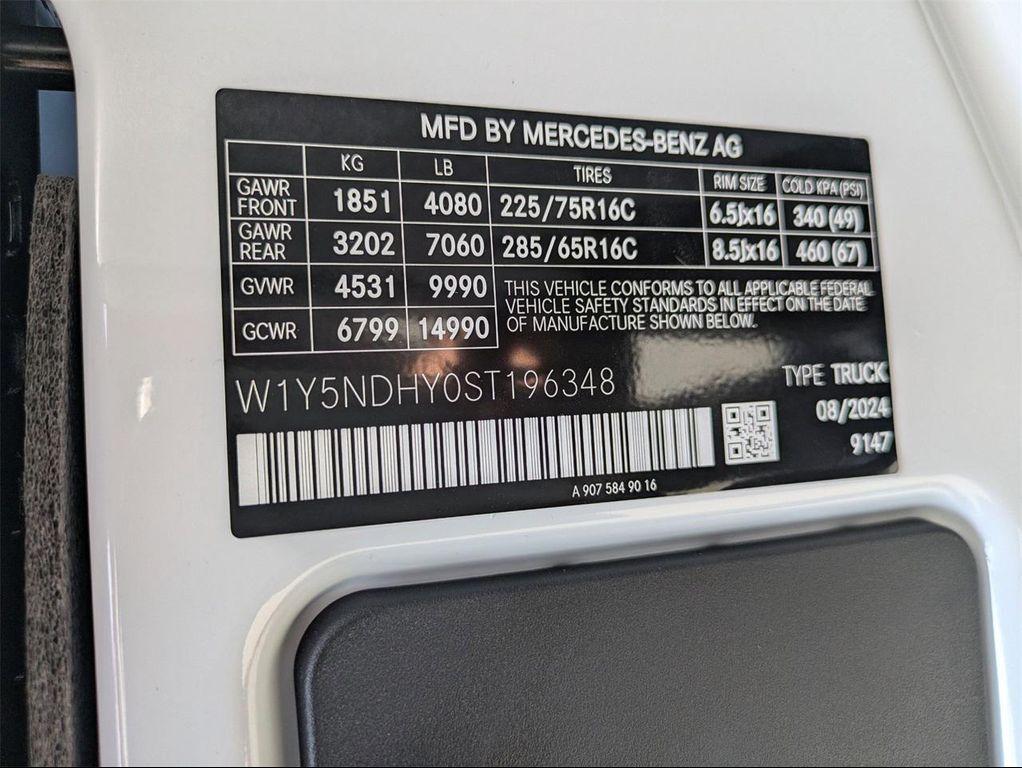 MFD BY MERCEDES-BENZ AG
KG LB TIRES RIM SIZE COLD KPA (PSI)
GAWR FRONT 1851 4080 225/75R16C 6.5Jx16 340 (49)
GAWR REAR 3202 7060 285/65R16C 8.5Jx16 460 (67)
GVWR 4531 9990
GCWR 6799 14990
THIS VEHICLE CONFORMS TO ALL APPLICABLE FEDERAL
VEHICLE SAFETY STANDARDS IN EFFECT ON THE DATE
OF MANUFACTURE SHOWN BELOW.
W1Y5NDHY0ST196348
TYPE TRUCK
08/2024
9147
A 907 584 90 16